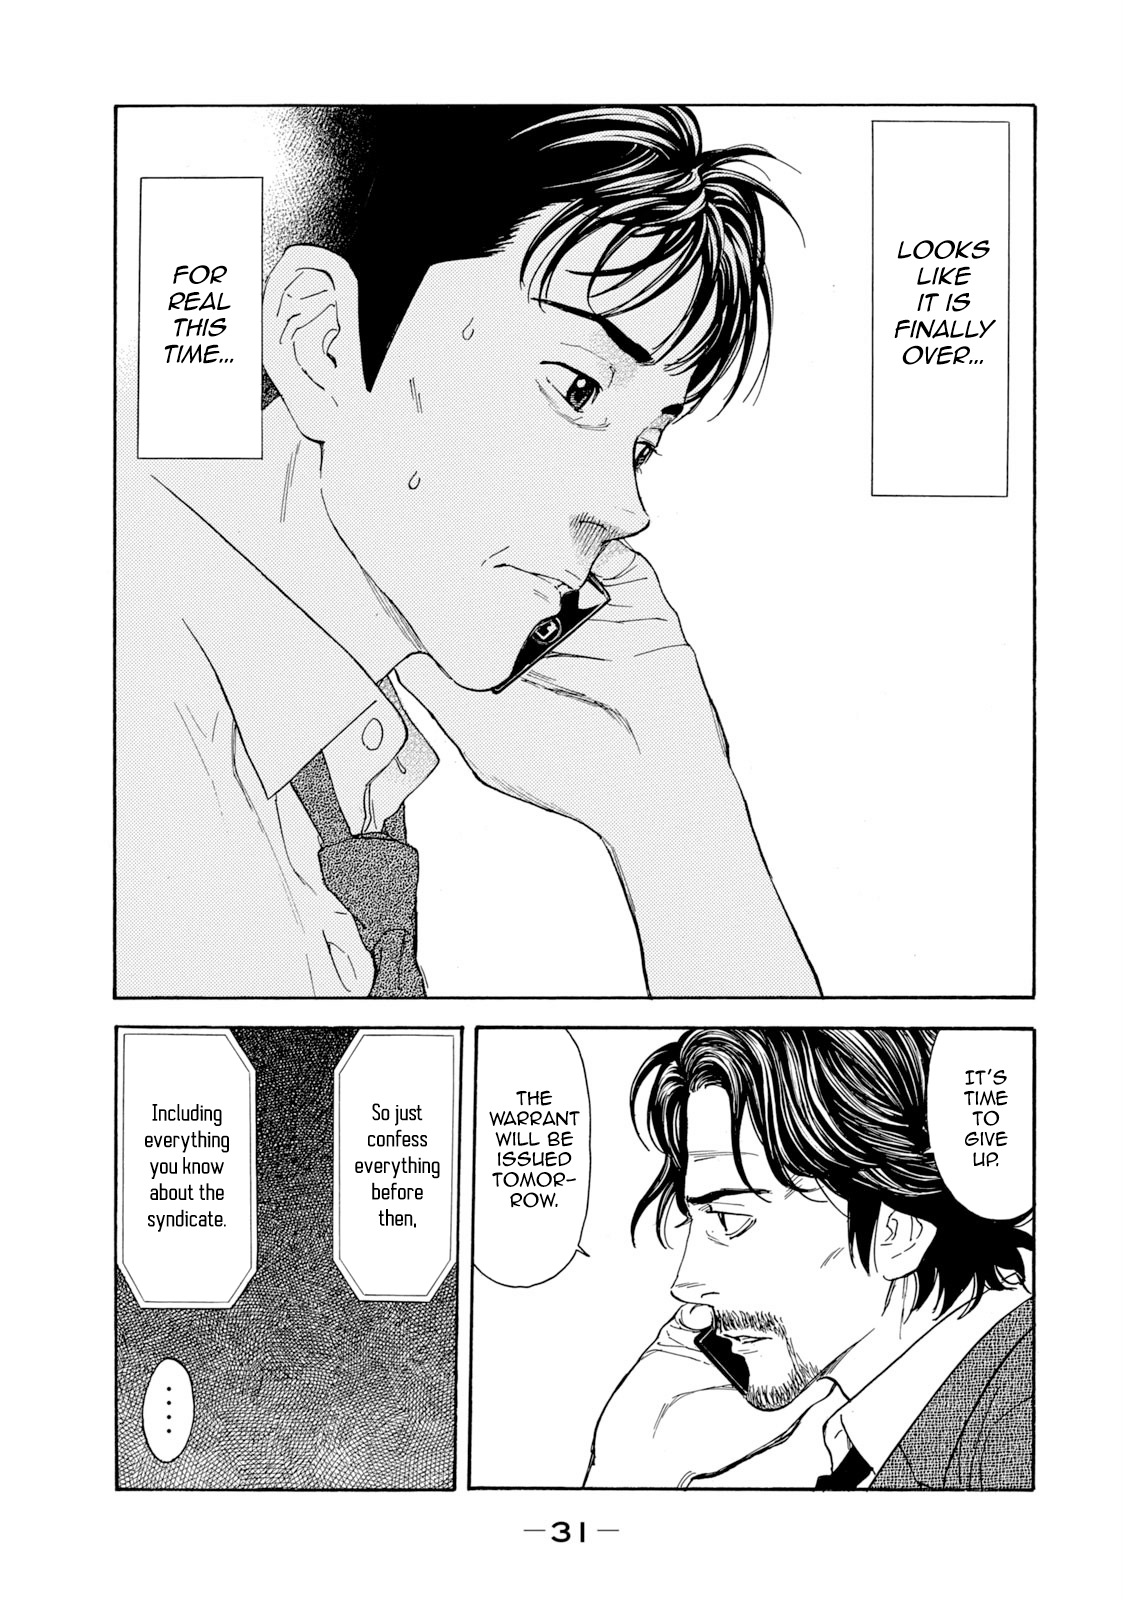 LOOKS
LIKE
IT IS
FINALLY
OVER...
FOR
REAL
THIS
TIME...
IT'S
TIME
TO
GIVE
UP.
THE
WARRANT
WILL BE
ISSUED
TOMOR-
ROW.
So just
confess
everything
before
then,
Including
everything
you know
about the
syndicate.
....
-31-